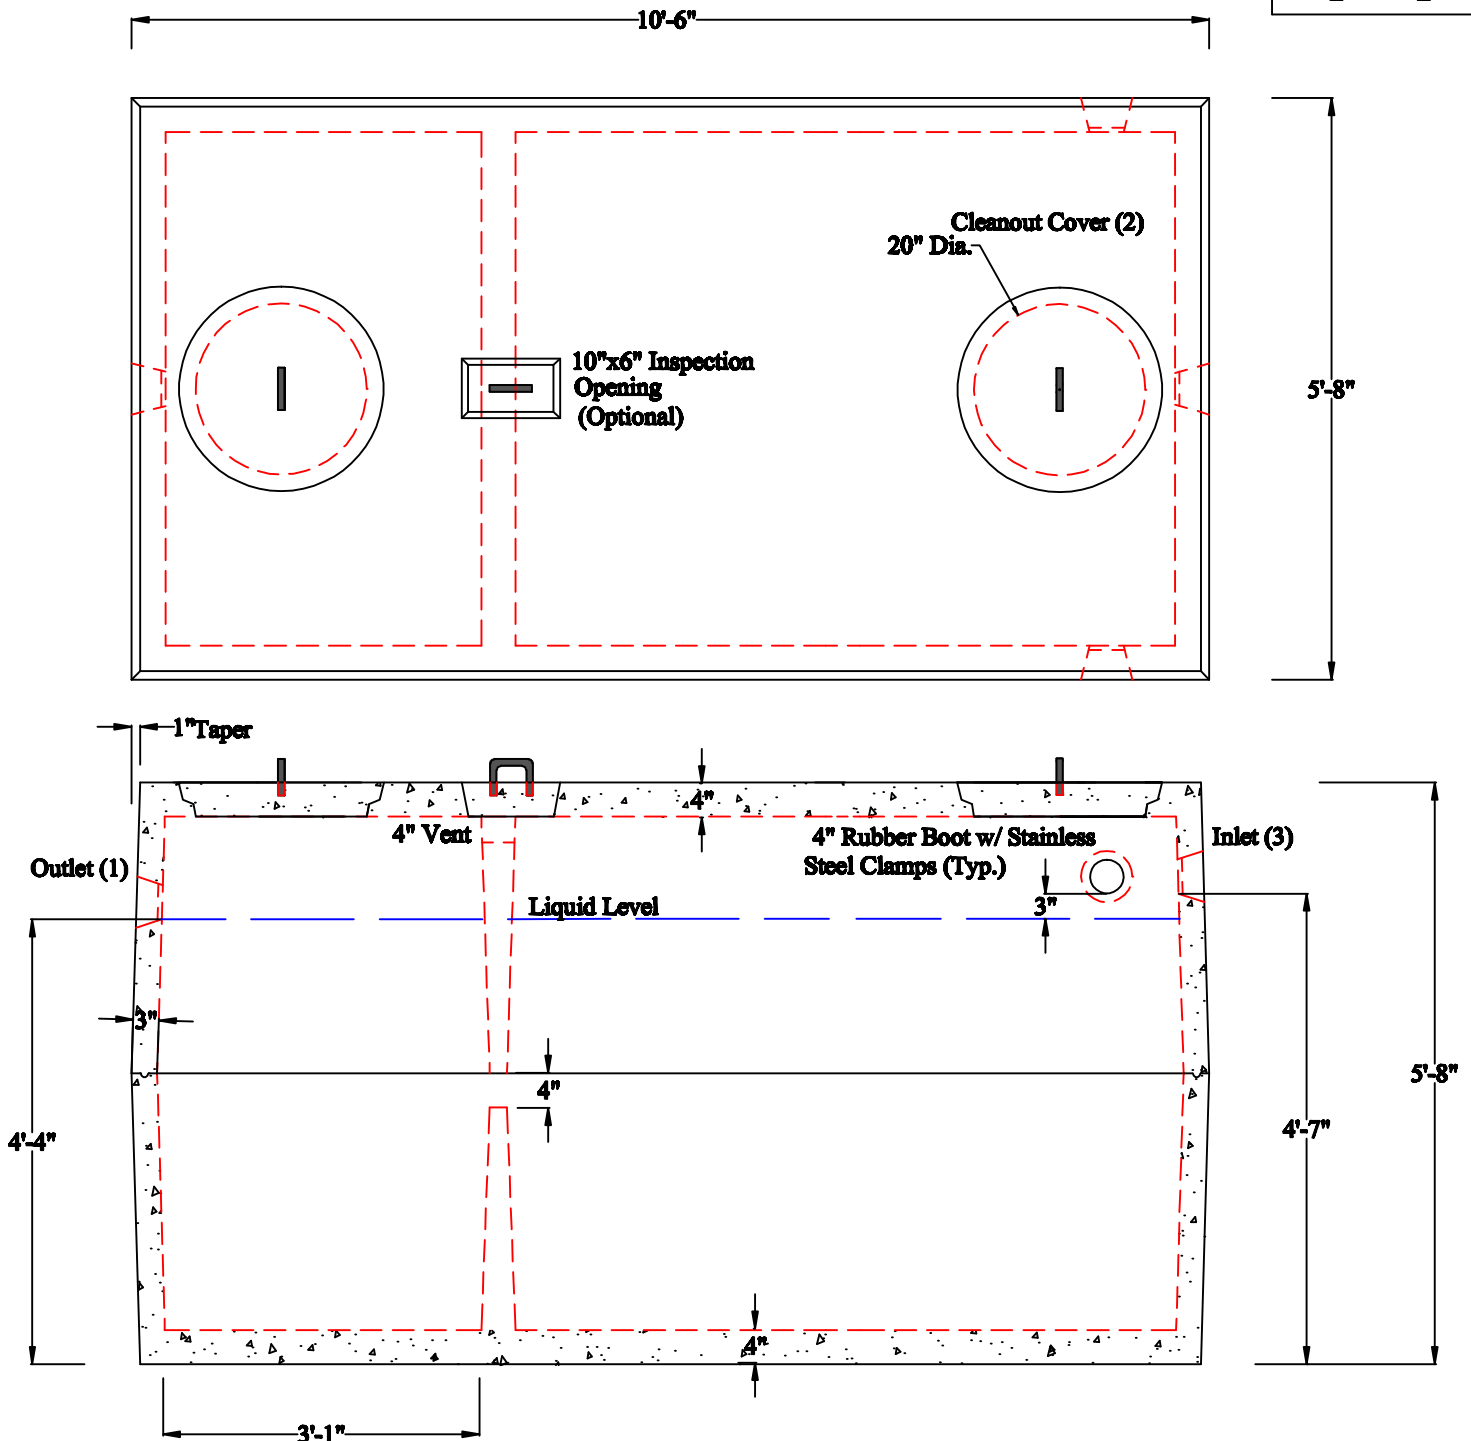 10'-6"
Cleanout Cover (2)
20" Dia.
10"x6" Inspection
Opening
(Optional)
5'-8"
1"Taper
4"
4" Vent
4" Rubber Boot w/ Stainless
Steel Clamps (Typ.)
Inlet (3)
Outlet (1)
Liquid Level
3"
3"
4"
5'-8"
4'-4"
4'-7"
4"
3'-1"